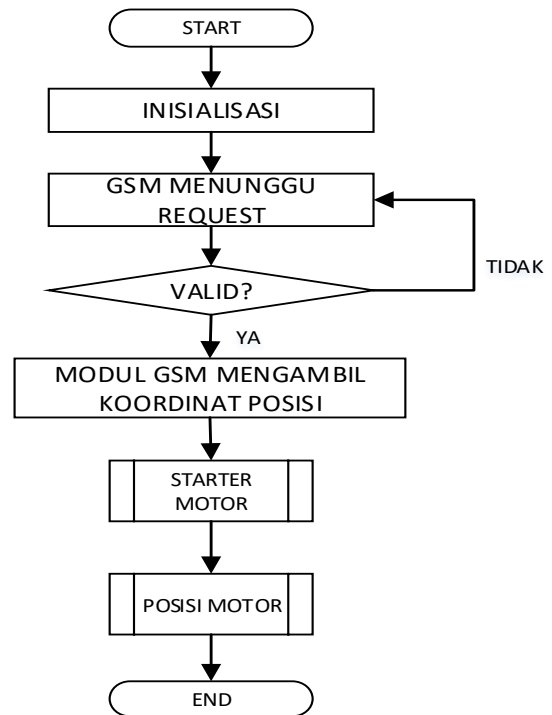 START
INISIALISASI
GSM MENUNGGU
REQUEST
TIDAK
VALID?
YA
MODUL GSM MENGAMBIL
KOORDINAT POSISI
STARTER
MOTOR
POSISI MOTOR
END